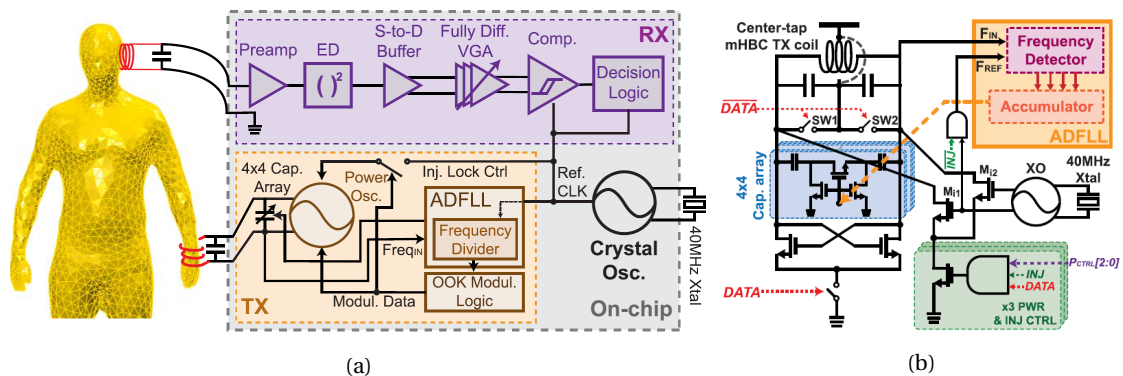 RX
Preamp
ED
S-to-D
Buffer
Fully Diff.
VGA
Comp.
( )²
Decision
Logic
4x4 Cap.
Array
Power
Osc.
Inj. Lock Ctrl
Ref.
CLK
ADFLL
Frequency
Divider
Freq_IN
OOK Modul.
Logic
Modul. Data
TX
Crystal
Osc.
40MHz Xtal
On-chip
(a)
Center-tap
mHBC TX coil
F_IN
F_REF
Frequency
Detector
Accumulator
ADFLL
DATA
SW1
SW2
INJ
4x4
Cap. array
M_i2
M_i1
XO
40MHz
Xtal
P_CTRL[2:0]
INJ
DATA
DATA
x3 PWR
& INJ CTRL
(b)